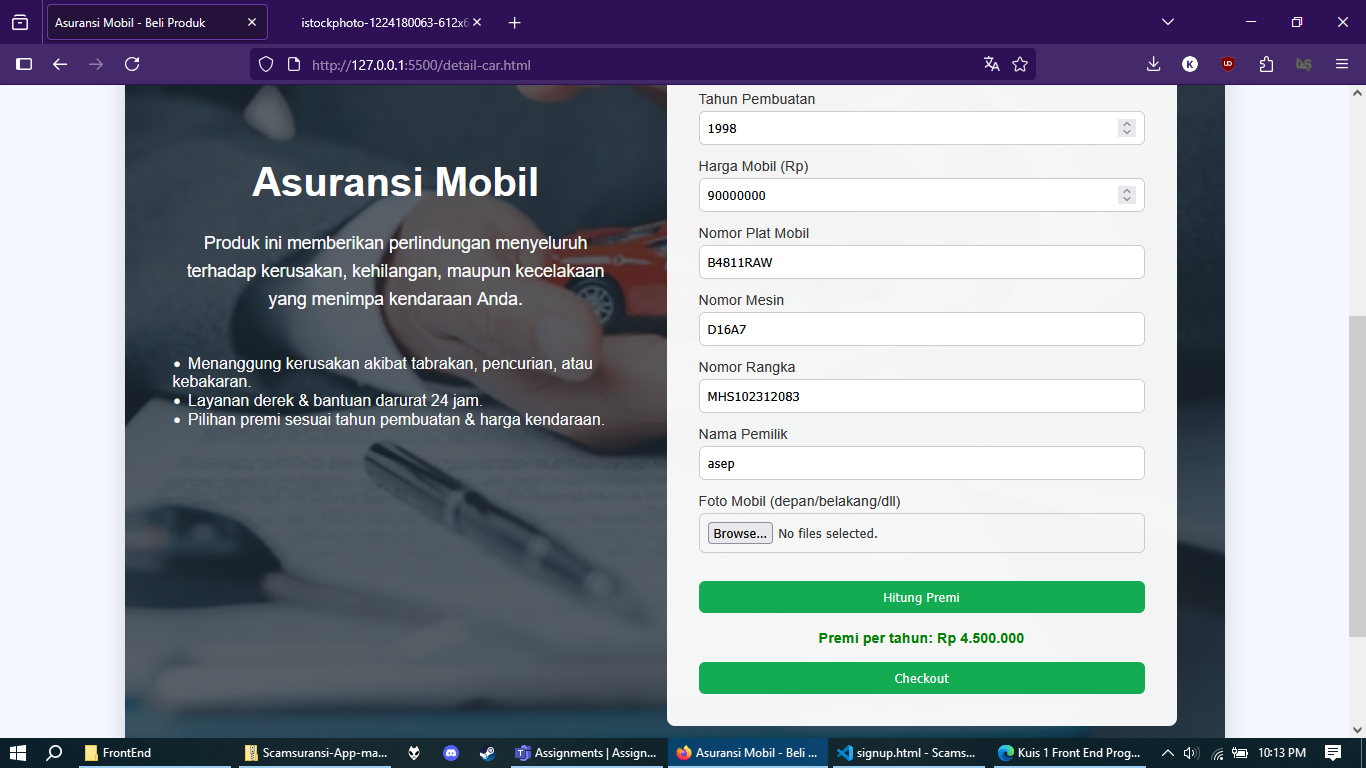 Asuransi Mobil - Beli Produk
istockphoto-1224180063-612x6
http://127.0.0.1:5500/detail-car.html
Asuransi Mobil
Produk ini memberikan perlindungan menyeluruh
terhadap kerusakan, kehilangan, maupun kecelakaan
yang menimpa kendaraan Anda.
• Menanggung kerusakan akibat tabrakan, pencurian, atau
kebakaran.
• Layanan derek & bantuan darurat 24 jam.
• Pilihan premi sesuai tahun pembuatan & harga kendaraan.
Tahun Pembuatan
1998
Harga Mobil (Rp)
90000000
Nomor Plat Mobil
B4811RAW
Nomor Mesin
D16A7
Nomor Rangka
MHS102312083
Nama Pemilik
asep
Foto Mobil (depan/belakang/dll)
Browse... No files selected.
Hitung Premi
Premi per tahun: Rp 4.500.000
Checkout
FrontEnd
Scamsuransi-App-ma...
Assignments | Assign...
Asuransi Mobil - Beli ...
signup.html - Scams...
Kuis 1 Front End Prog...
10:13 PM